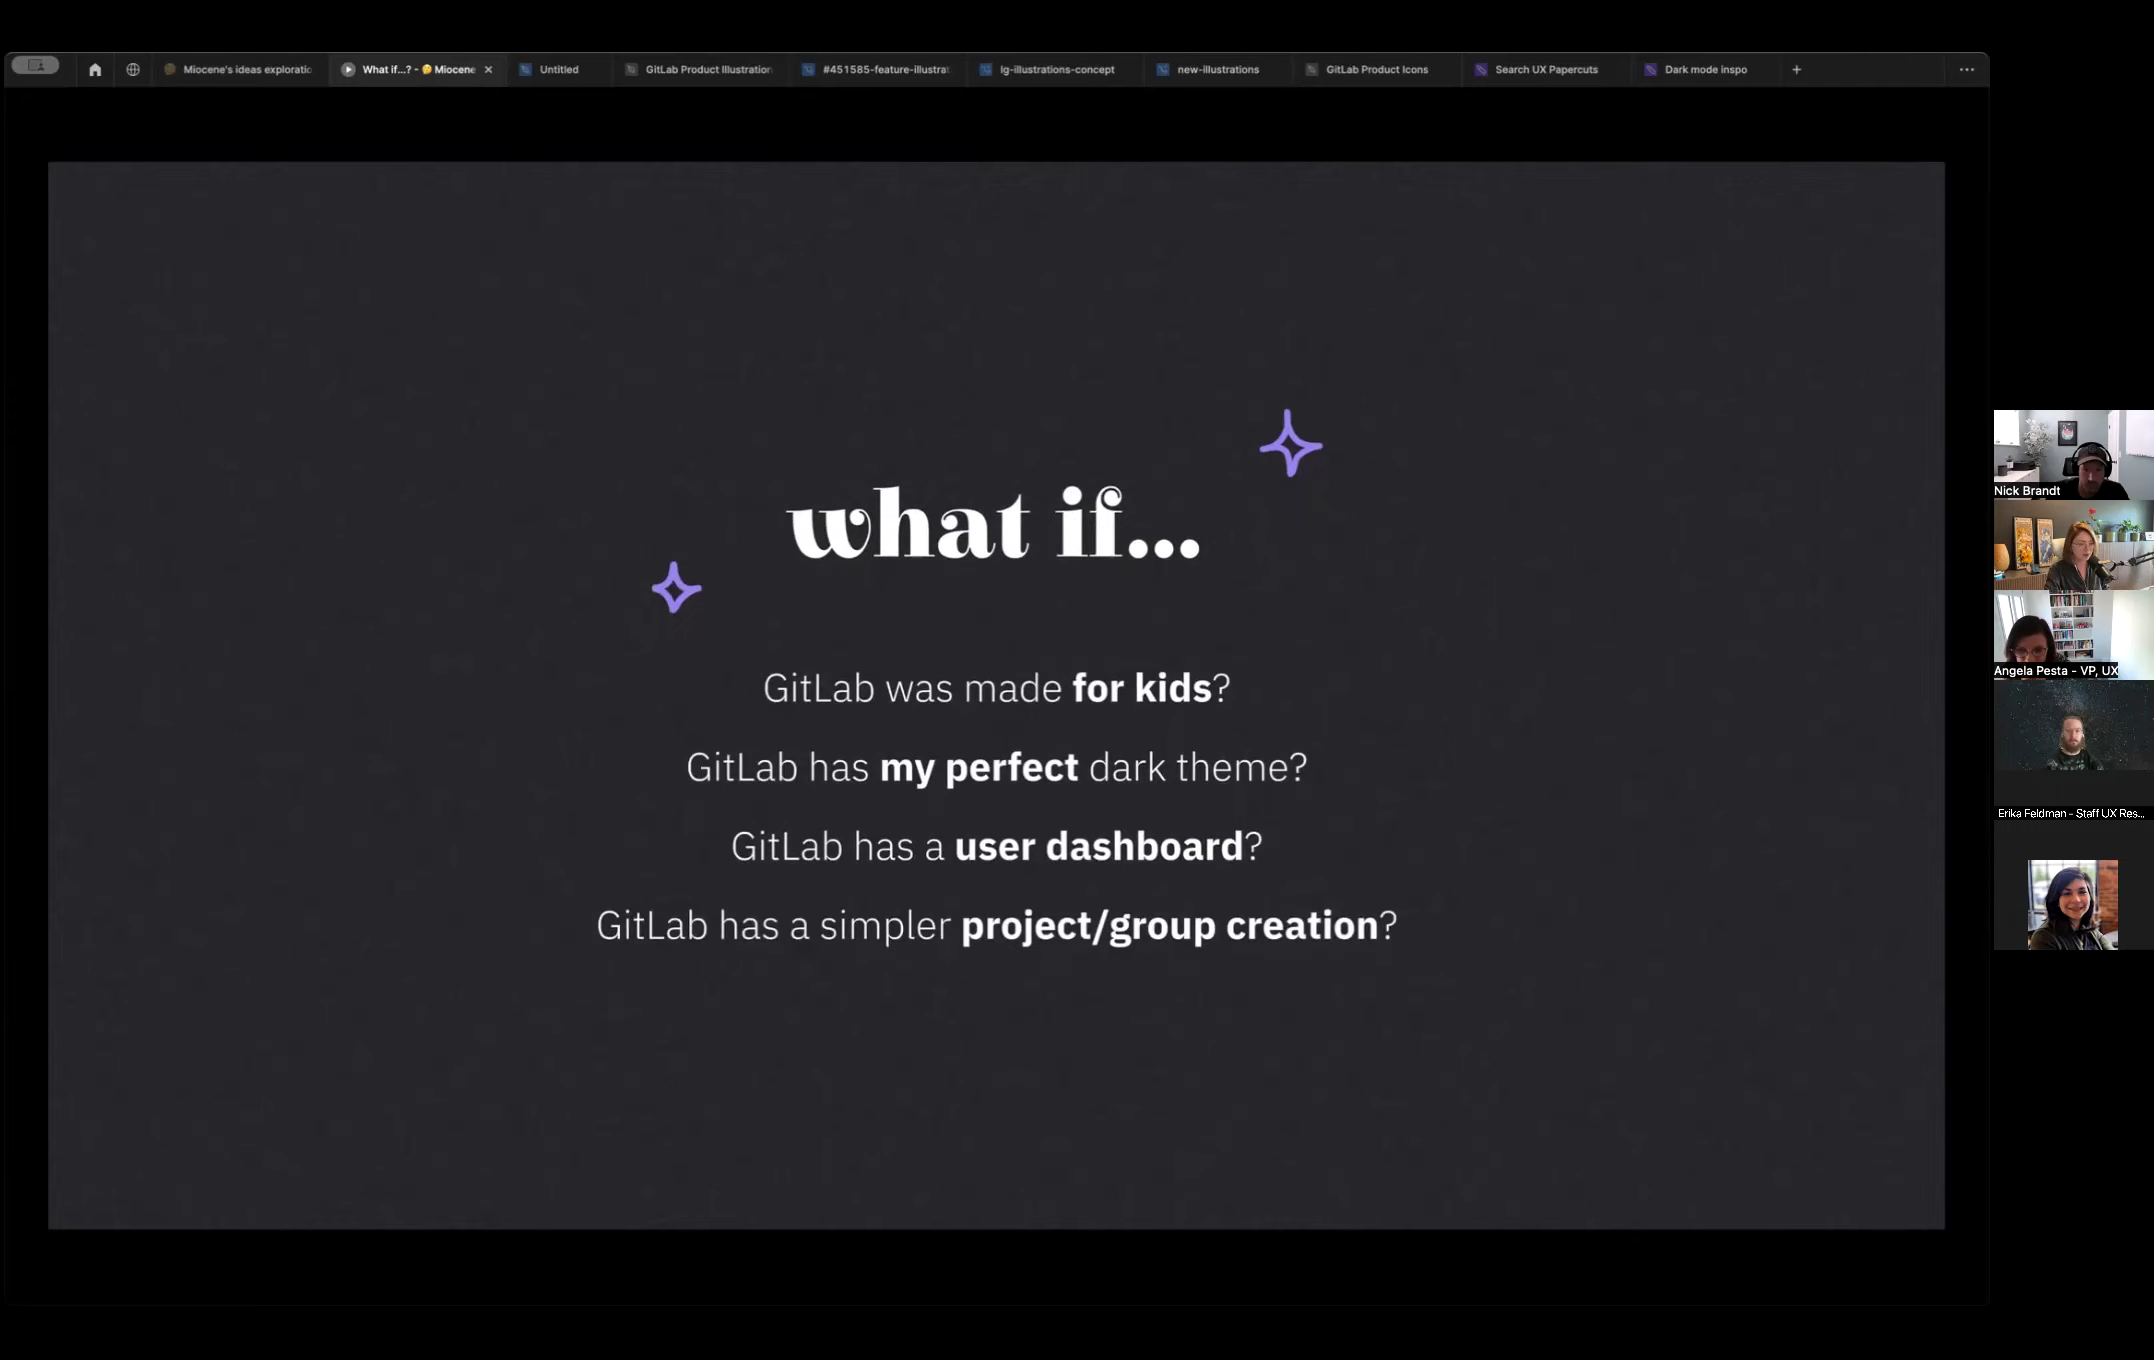 Miocene's ideas exploratio
What if...? - 🤔 Miocene
Untitled
GitLab Product Illustration
#451585-feature-illustrat
lg-illustrations-concept
new-illustrations
GitLab Product Icons
Search UX Papercuts
Dark mode inspo
what if...
GitLab was made for kids?
GitLab has my perfect dark theme?
GitLab has a user dashboard?
GitLab has a simpler project/group creation?
Nick Brandt
Angela Pesta - VP, UX
Erika Feldman - Staff UX Res...